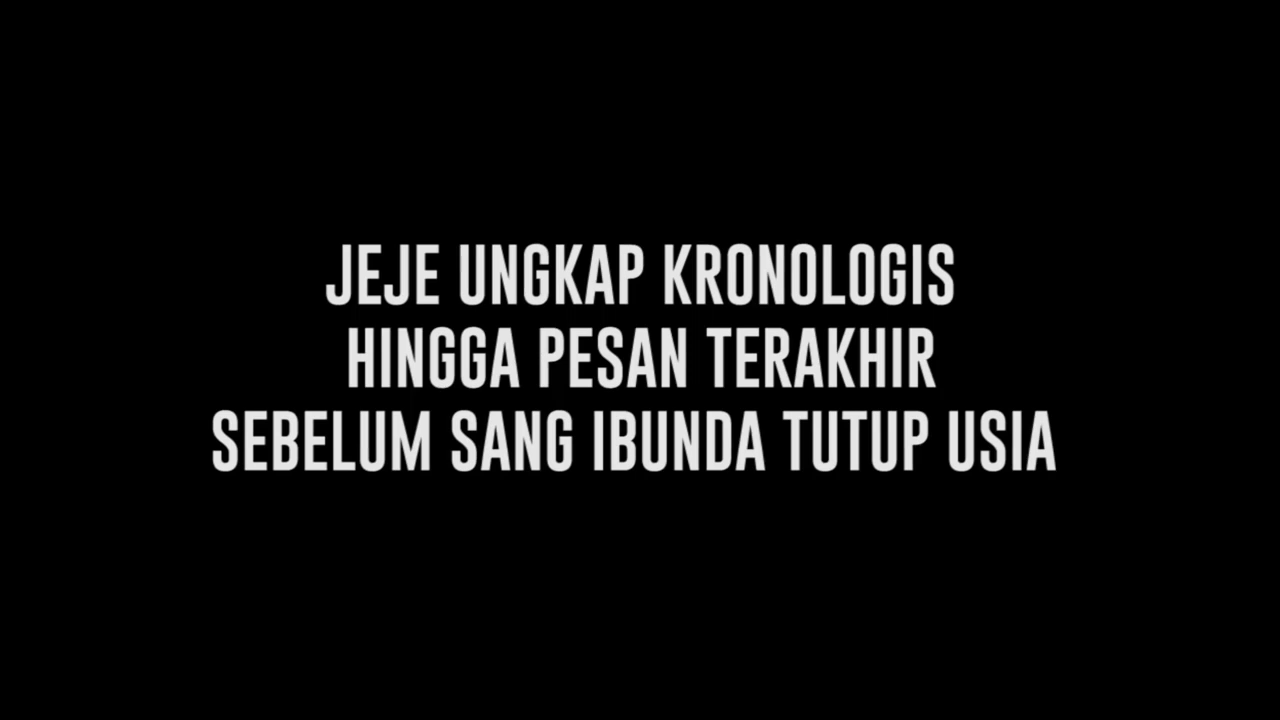 JEJE UNGKAP KRONOLOGIS
HINGGA PESAN TERAKHIR
SEBELUM SANG IBUNDA TUTUP USIA